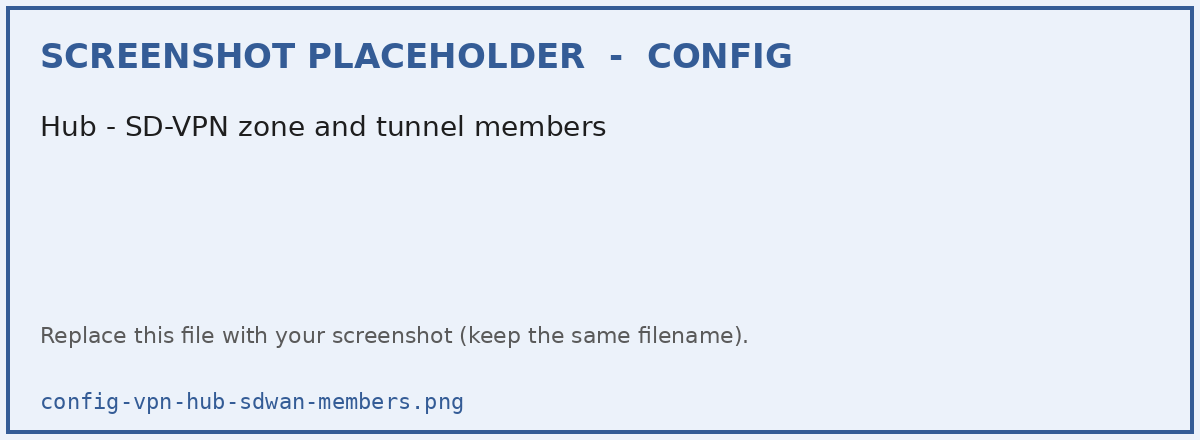 SCREENSHOT PLACEHOLDER - CONFIG
Hub - SD-VPN zone and tunnel members
Replace this file with your screenshot (keep the same filename).
config-vpn-hub-sdwan-members.png